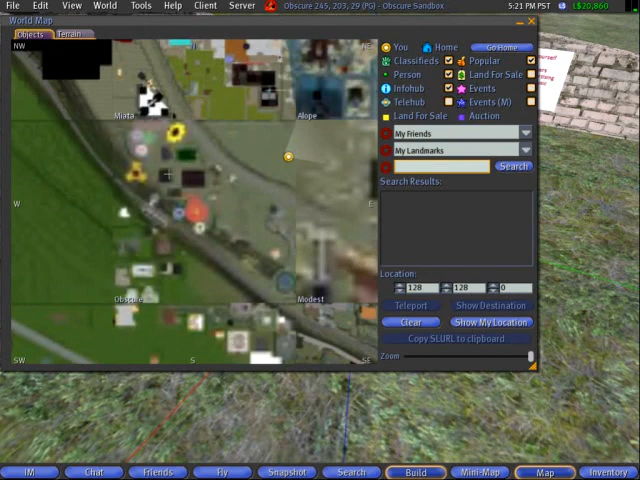 File Edit View World Tools Help Client Server Obscure 245, 203, 29 (PG) - Obscure Sandbox 5:21 PM PST L$20,860
World Map
Objects Terrain
NW N NE
Miata Alope
W E
Obscure Modest
SW S SE
You Home Go Home
Classifieds Popular
Person Land For Sale
Infohub Events
Telehub Events (M)
Land For Sale Auction
My Friends
My Landmarks
Search
Search Results:
Location:
128 128 0
Teleport Show Destination
Clear Show My Location
Copy SLURL to clipboard
Zoom
IM Chat Friends Fly Snapshot Search Build Mini-Map Map Inventory